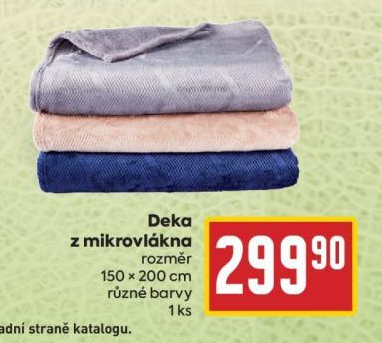 Deka
z mikrovlákna
rozměr
150 × 200 cm
různé barvy
1 ks
299 90
adní straně katalogu.